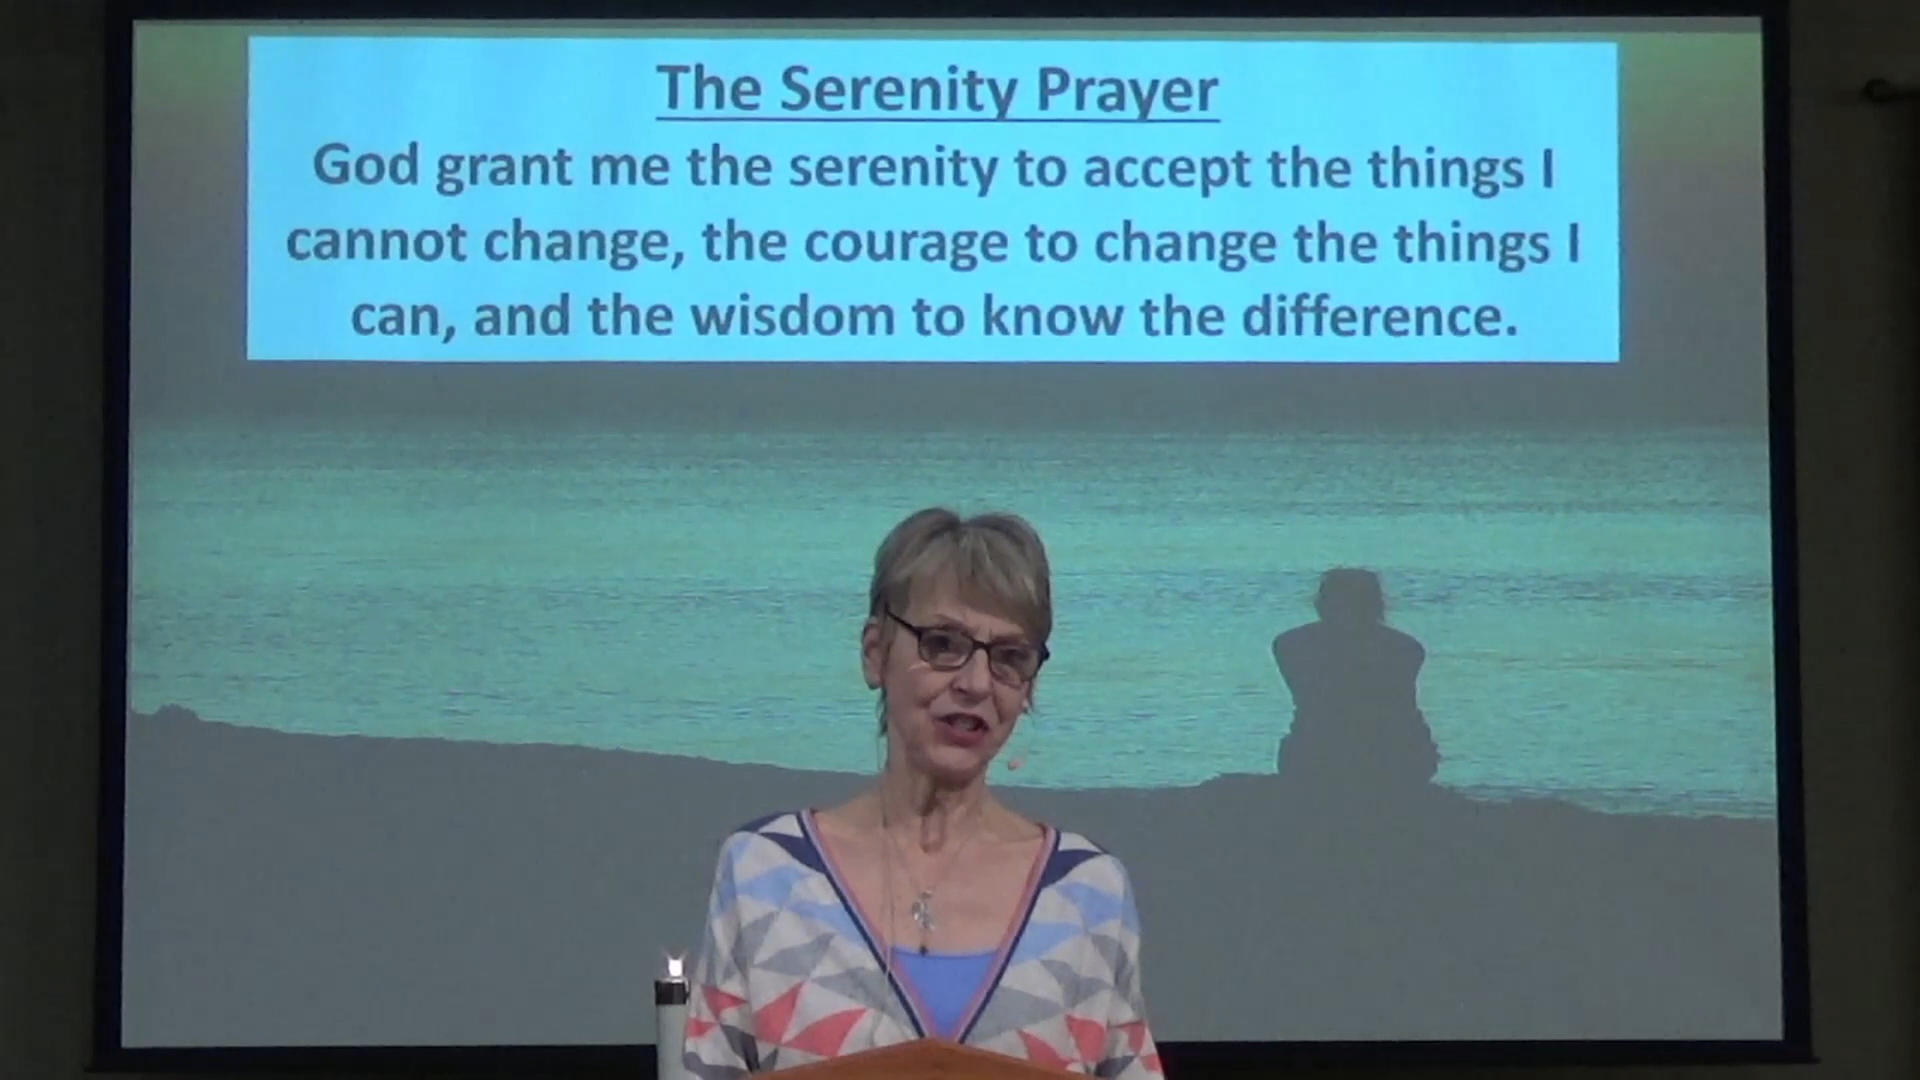 The Serenity Prayer
God grant me the serenity to accept the things I
cannot change, the courage to change the things I
can, and the wisdom to know the difference.